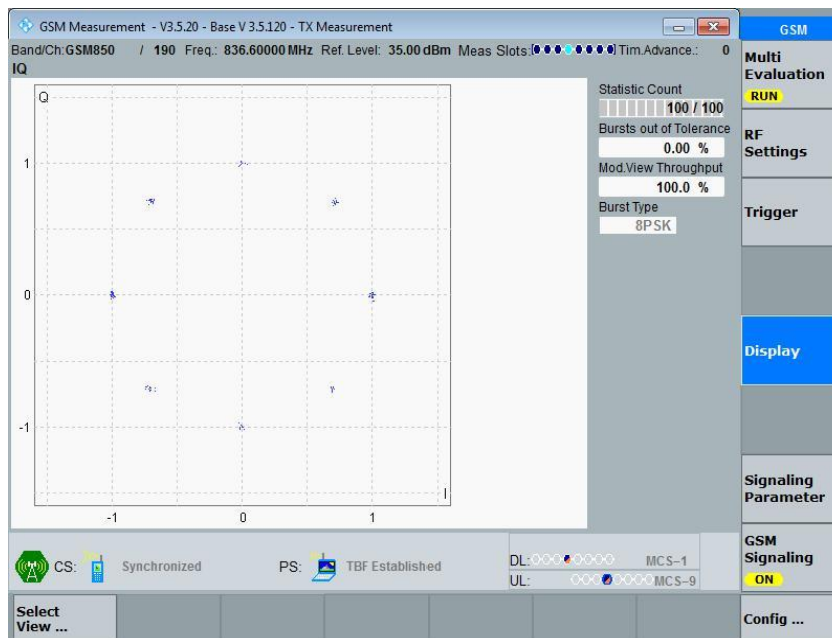 GSM Measurement - V3.5.20 - Base V 3.5.120 - TX Measurement
GSM
Band/Ch:GSM850 / 190 Freq.: 836.60000 MHz Ref. Level: 35.00 dBm Meas Slots: Tim.Advance.: 0
IQ
Multi
Evaluation
RUN
Statistic Count
100 / 100
Bursts out of Tolerance
0.00 %
Mod.View Throughput
100.0 %
Burst Type
8PSK
RF
Settings
Trigger
Display
Q
1
0
-1
I
-1 0 1
Signaling
Parameter
GSM
Signaling
ON
CS: Synchronized PS: TBF Established
DL: MCS-1
UL: MCS-9
Select
View ...
Config ...